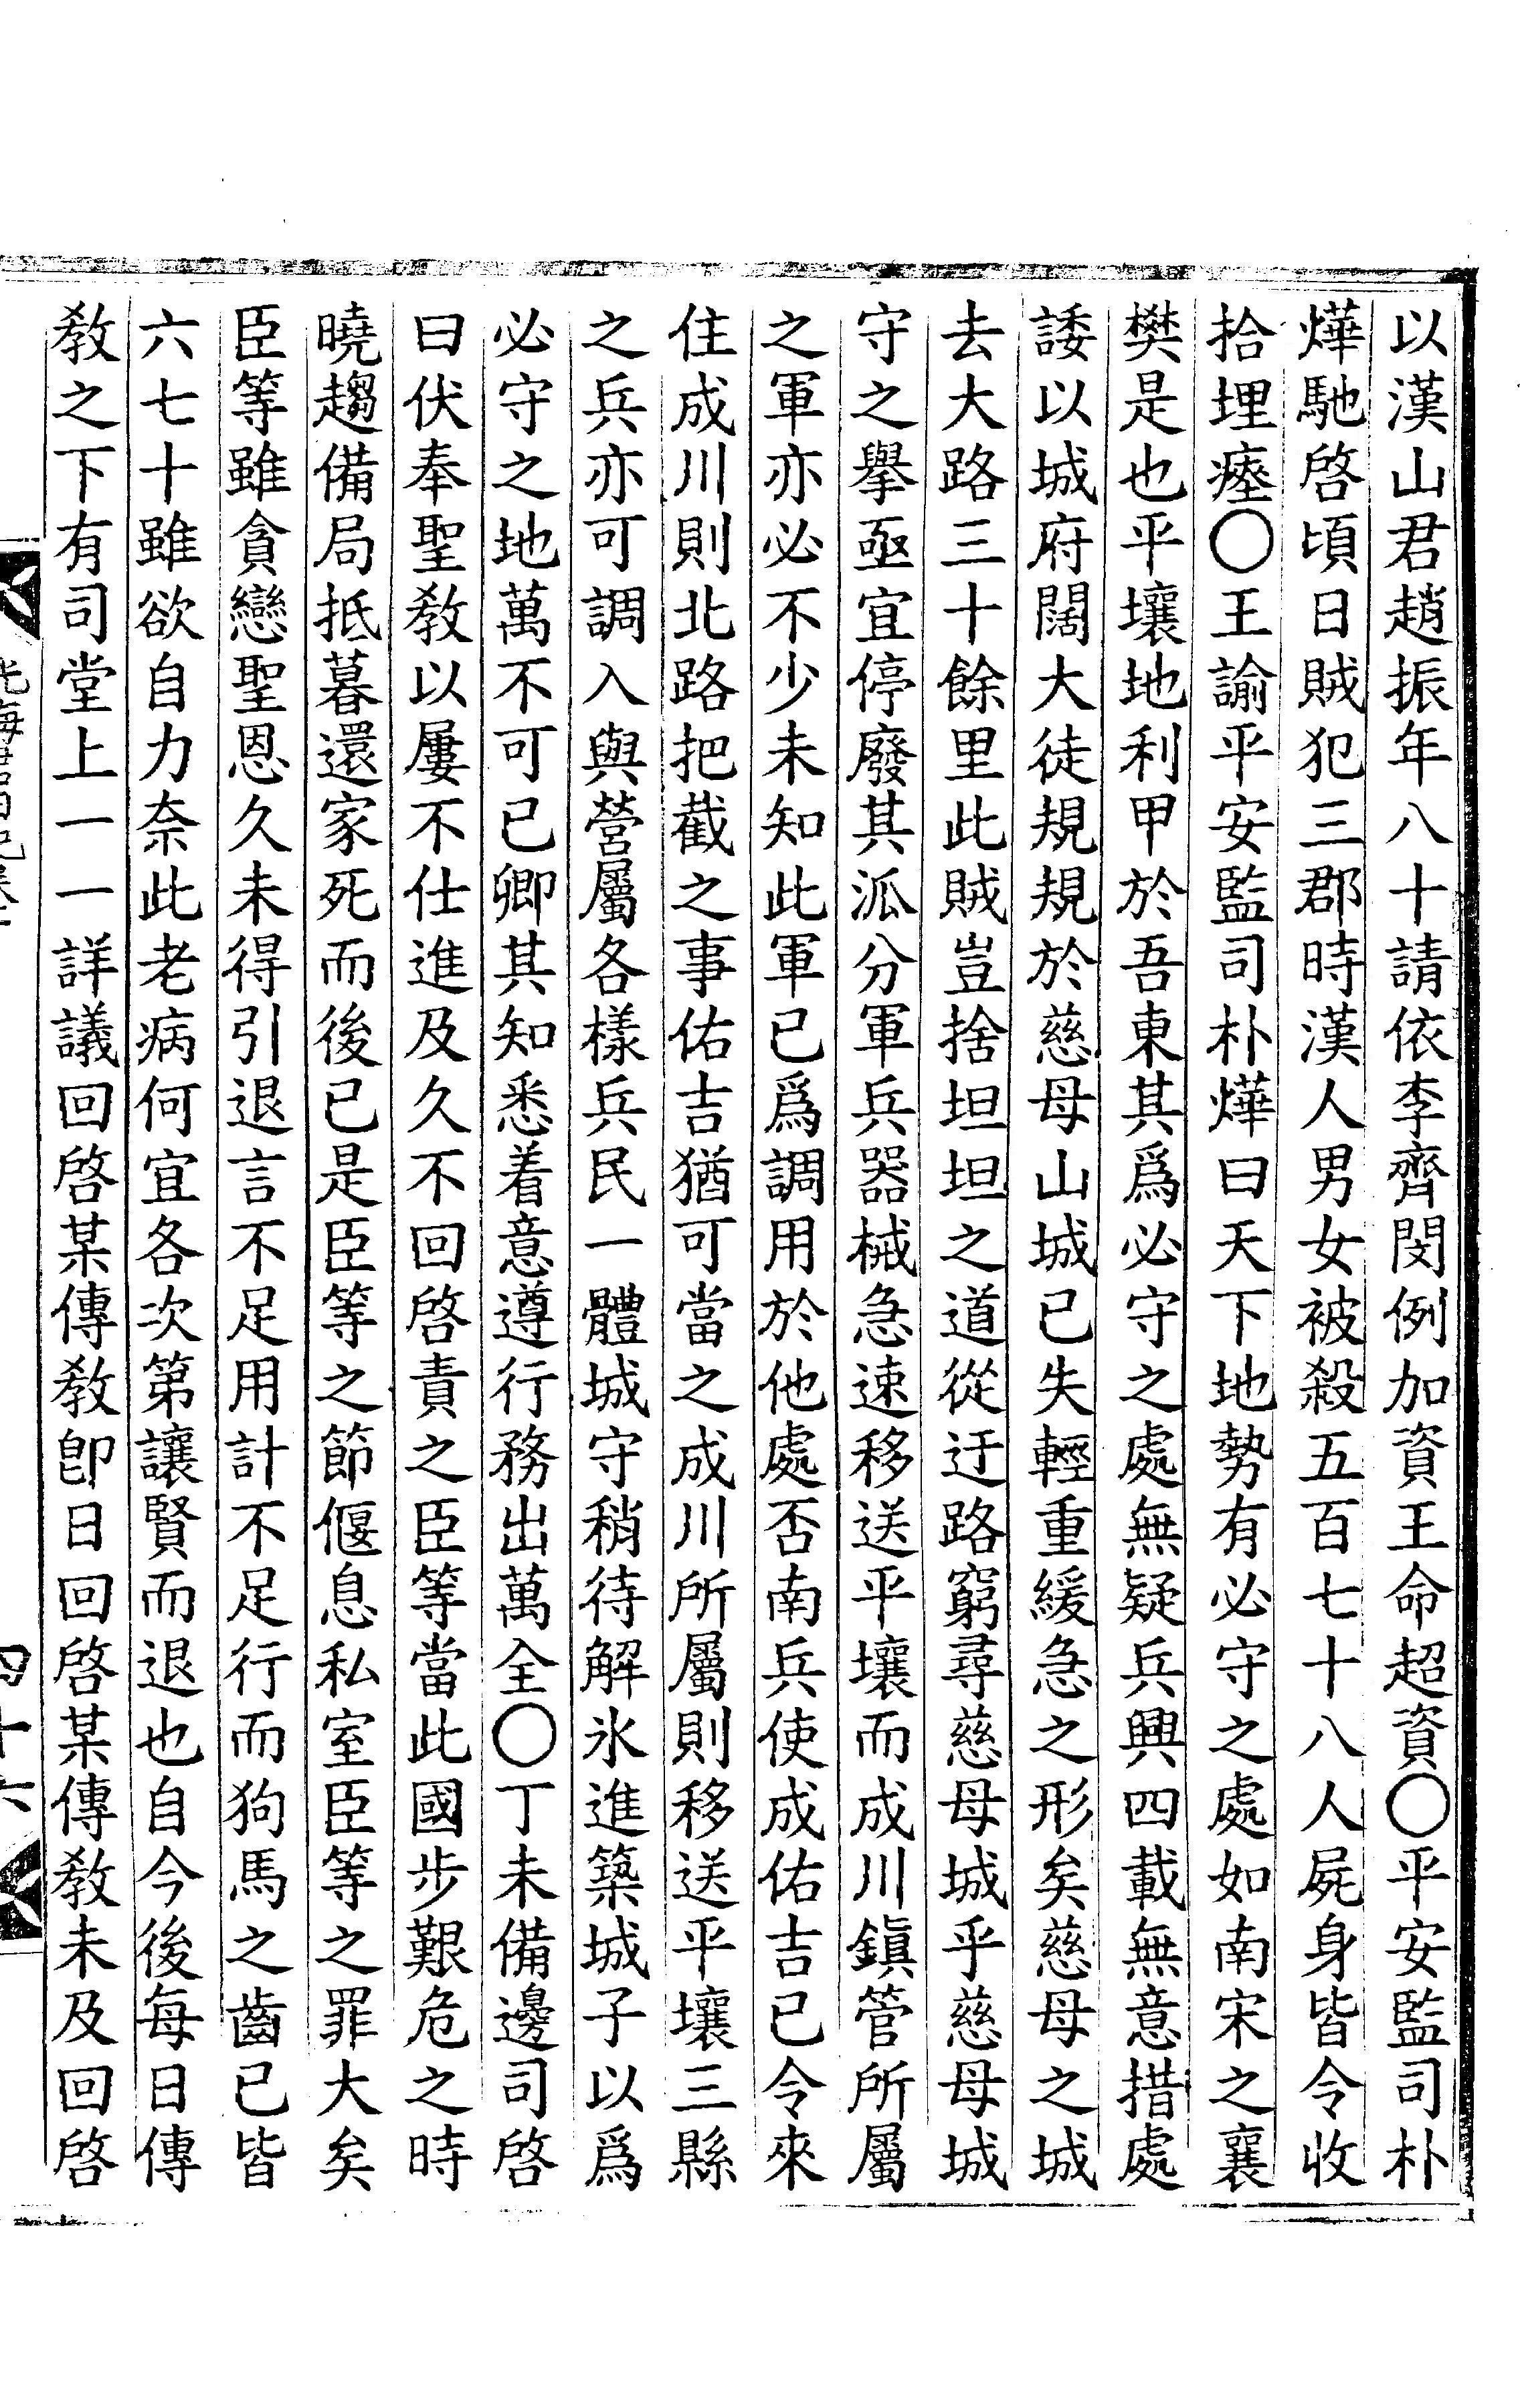 以漢山君趙振年八十請依李齊閔例加資王命超資○平安監司朴
燁馳啓頃日賊犯三郡時漢人男女被殺五百七十八人屍身皆令收
拾埋瘞○王諭平安監司朴燁曰天下地勢有必守之處如南宋之襄
樊是也平壤地利甲於吾東其爲必守之處無疑兵興四載無意措處
諉以城府闊大徒規規於慈母山城已失輕重緩急之形矣慈母之城
去大路三十餘里此賊豈捨坦坦之道從迂路窮尋慈母城乎慈母城
守之擧亟宜停廢其派分軍兵器械急速移送平壤而成川鎭管所屬
之軍亦必不少未知此軍已爲調用於他處否南兵使成佑吉已令來
住成川則北路把截之事佑吉猶可當之成川所屬則移送平壤三縣
之兵亦可調入與營屬各樣兵民一體城守稍待解氷進築城子以爲
必守之地萬不可已卿其知悉着意遵行務出萬全○丁未備邊司啓
曰伏奉聖敎以屢不仕進及久不回啓責之臣等當此國步艱危之時
曉趨備局抵暮還家死而後已是臣等之節偃息私室臣等之罪大矣
臣等雖貪戀聖恩久未得引退言不足用計不足行而狗馬之齒已皆
六七十雖欲自力奈此老病何宜各次第讓賢而退也自今後每日傳
敎之下有司堂上一一詳議回啓某傳敎卽日回啓某傳敎未及回啓
四十六